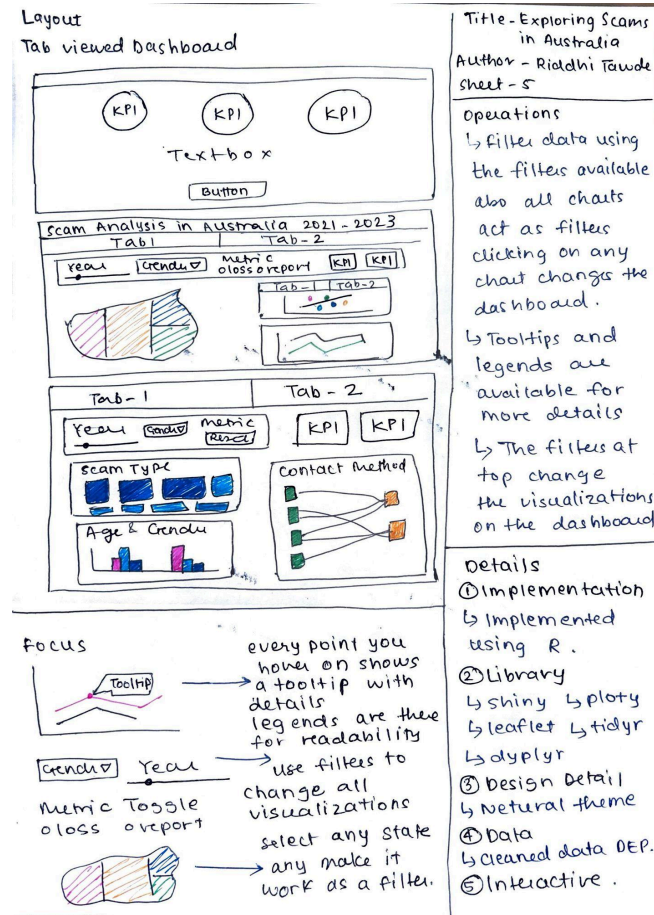 Layout
Tab viewed Dashboard
KPI KPI KPI
Textbox
Button
Scam Analysis in Australia 2021-2023
Tab1 Tab-2
Year Gender Metric KPI KPI
oloss oreport
Tab-1 Tab-2
Tab-1 Tab-2
Year Gender Metric KPI KPI
Reset
Scam Type
Contact Method
Age & Gender
Focus
Tooltip
every point you
hover on shows
a tooltip with
details
legends are there
for readability
Gender Year
use filters to
change all
visualizations
Metric Toggle
oloss oreport
select any state
any make it
work as a filter.
Title - Exploring Scams
in Australia
Author - Riddhi Tawde
Sheet - 5
Operations
↳ filter data using
the filters available
also all charts
act as filters
clicking on any
chart changes the
dashboard.
↳ Tooltips and
legends are
available for
more details
↳ The filters at
top change
the visualizations
on the dashboard
Details
① Implementation
↳ Implemented
using R.
② Library
↳ shiny ↳ ploty
↳ leaflet ↳ tidyr
↳ dyplyr
③ Design Detail
↳ Netural theme
④ Data
↳ cleaned data DEP.
⑤ Interactive.